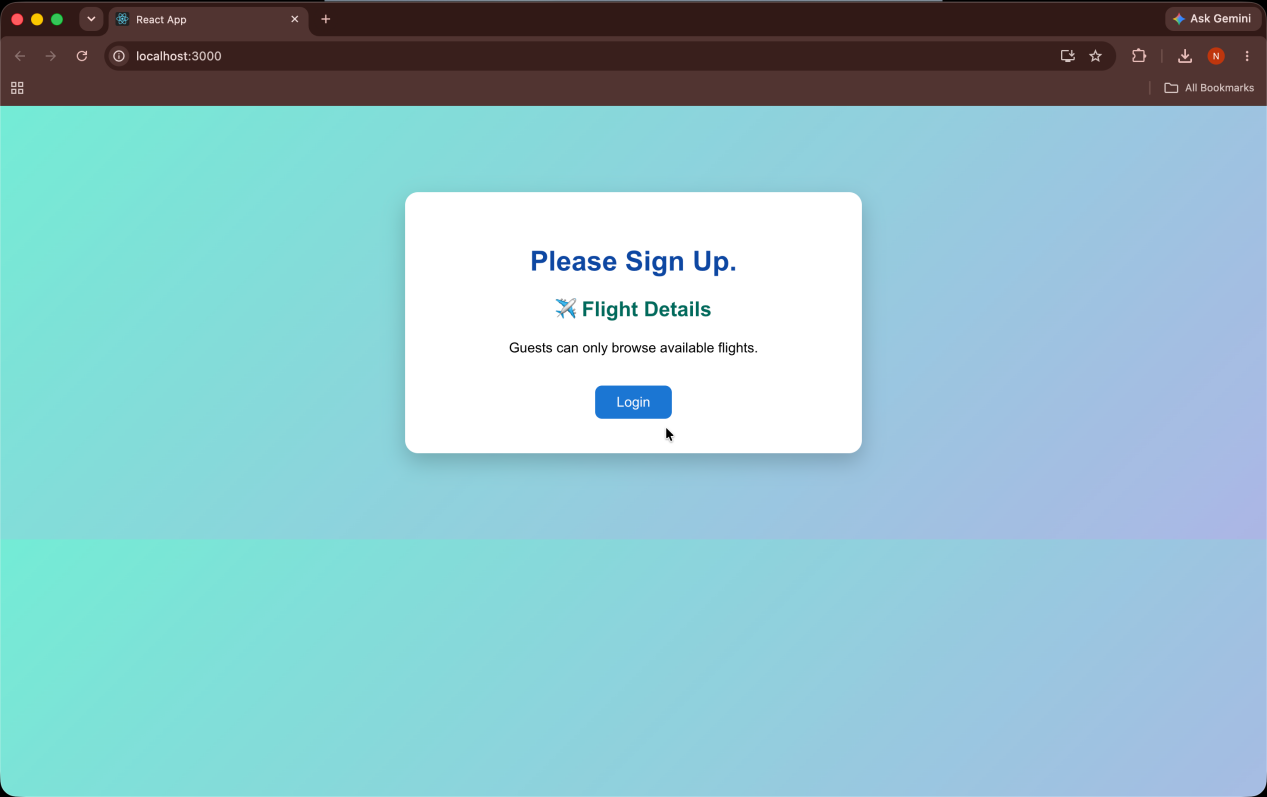 React App
Ask Gemini
localhost:3000
N
All Bookmarks
Please Sign Up.
✈️ Flight Details
Guests can only browse available flights.
Login